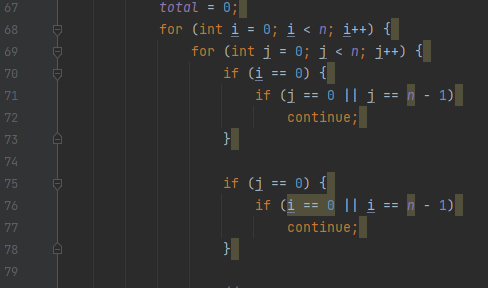 67 total = 0;
68 for (int i = 0; i < n; i++) {
69 for (int j = 0; j < n; j++) {
70 if (i == 0) {
71 if (j == 0 || j == n - 1)
72 continue;
73 }
74
75 if (j == 0) {
76 if (i == 0 || i == n - 1)
77 continue;
78 }
79